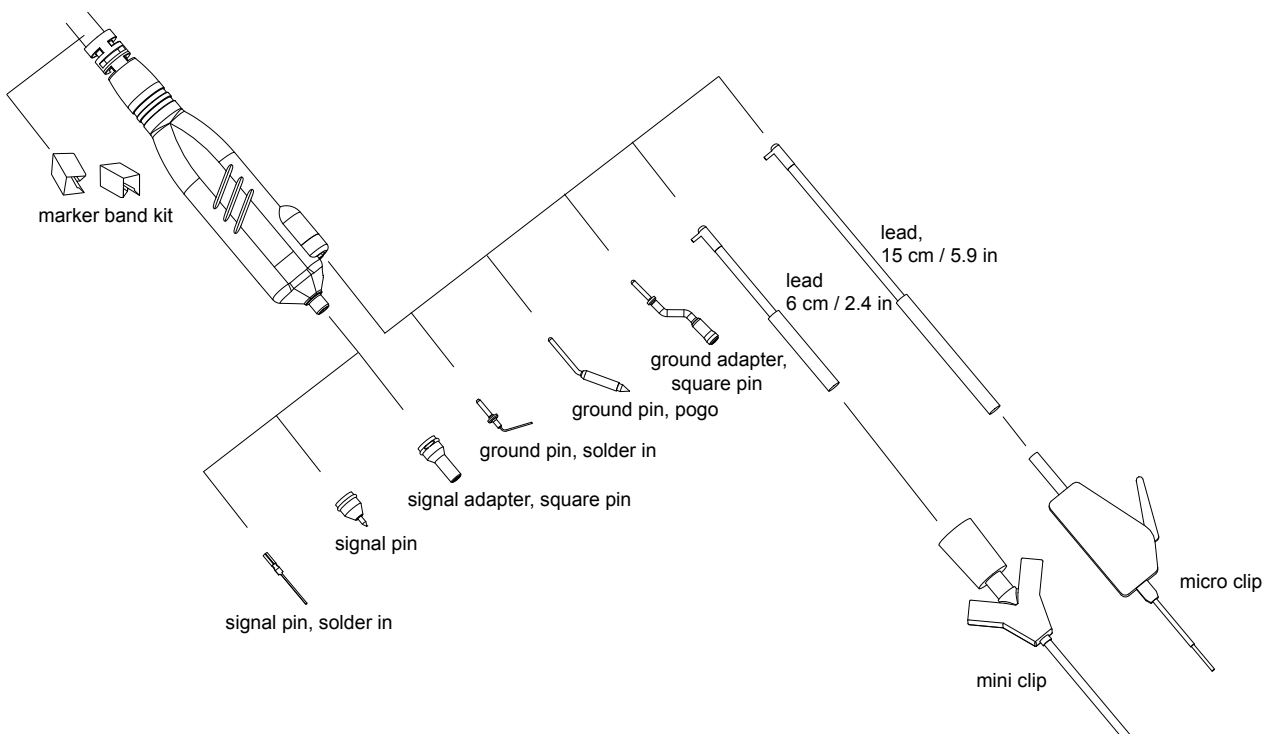 marker band kit
lead,
15 cm / 5.9 in
lead
6 cm / 2.4 in
ground adapter,
square pin
ground pin, pogo
ground pin, solder in
signal adapter, square pin
signal pin
signal pin, solder in
micro clip
mini clip